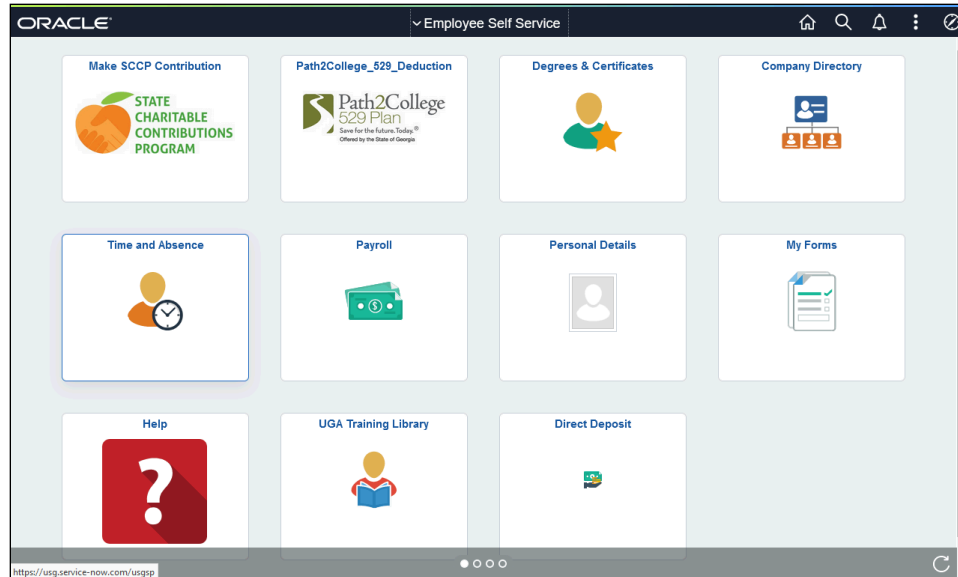 ORACLE
Employee Self Service
Make SCCP Contribution
STATE
CHARITABLE
CONTRIBUTIONS
PROGRAM
Path2College_529_Deduction
Path2College
529 Plan
Save for the future, Today.®
Offered by the State of Georgia
Degrees & Certificates
Company Directory
Time and Absence
Payroll
$
Personal Details
My Forms
Help
?
UGA Training Library
Direct Deposit
https://usg.service-now.com/usgsp